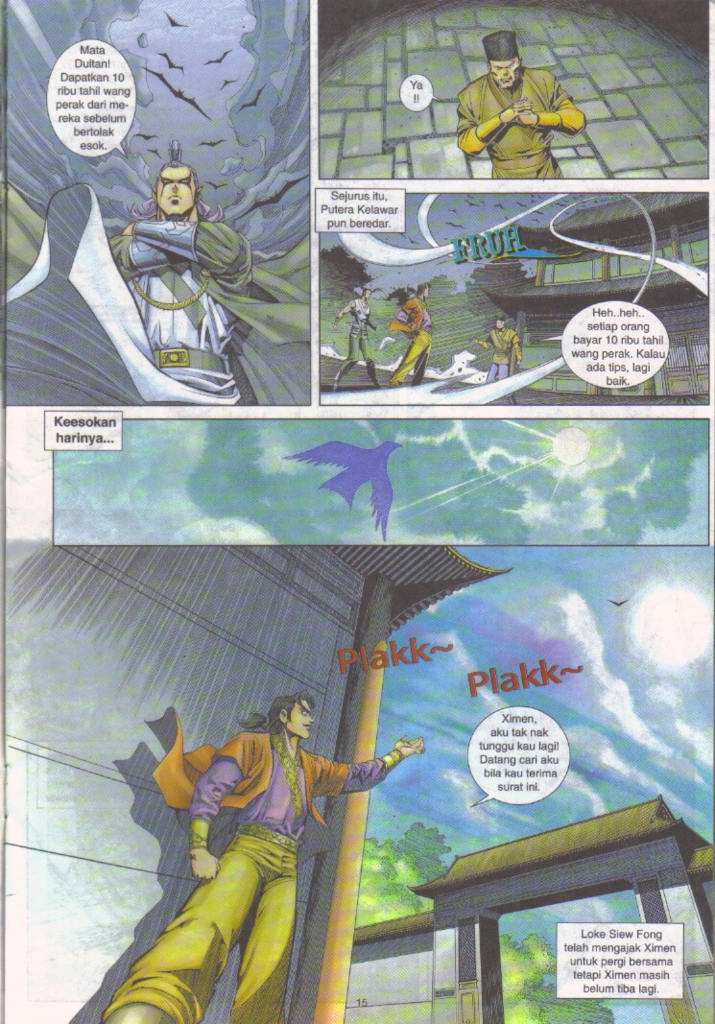 Mata
Duitan!
Dapatkan 10
ribu tahil wang
perak dari me-
reka sebelum
bertolak
esok.
Ya
!!
Sejurus itu,
Putera Kelawar
pun beredar.
FRUH
Heh..heh..
setiap orang
bayar 10 ribu tahil
wang perak. Kalau
ada tips, lagi
baik.
Keesokan
harinya...
Plakk~
Plakk~
Ximen,
aku tak nak
tunggu kau lagi!
Datang cari aku
bila kau terima
surat ini.
Loke Siew Fong
telah mengajak Ximen
untuk pergi bersama
tetapi Ximen masih
belum tiba lagi.
15